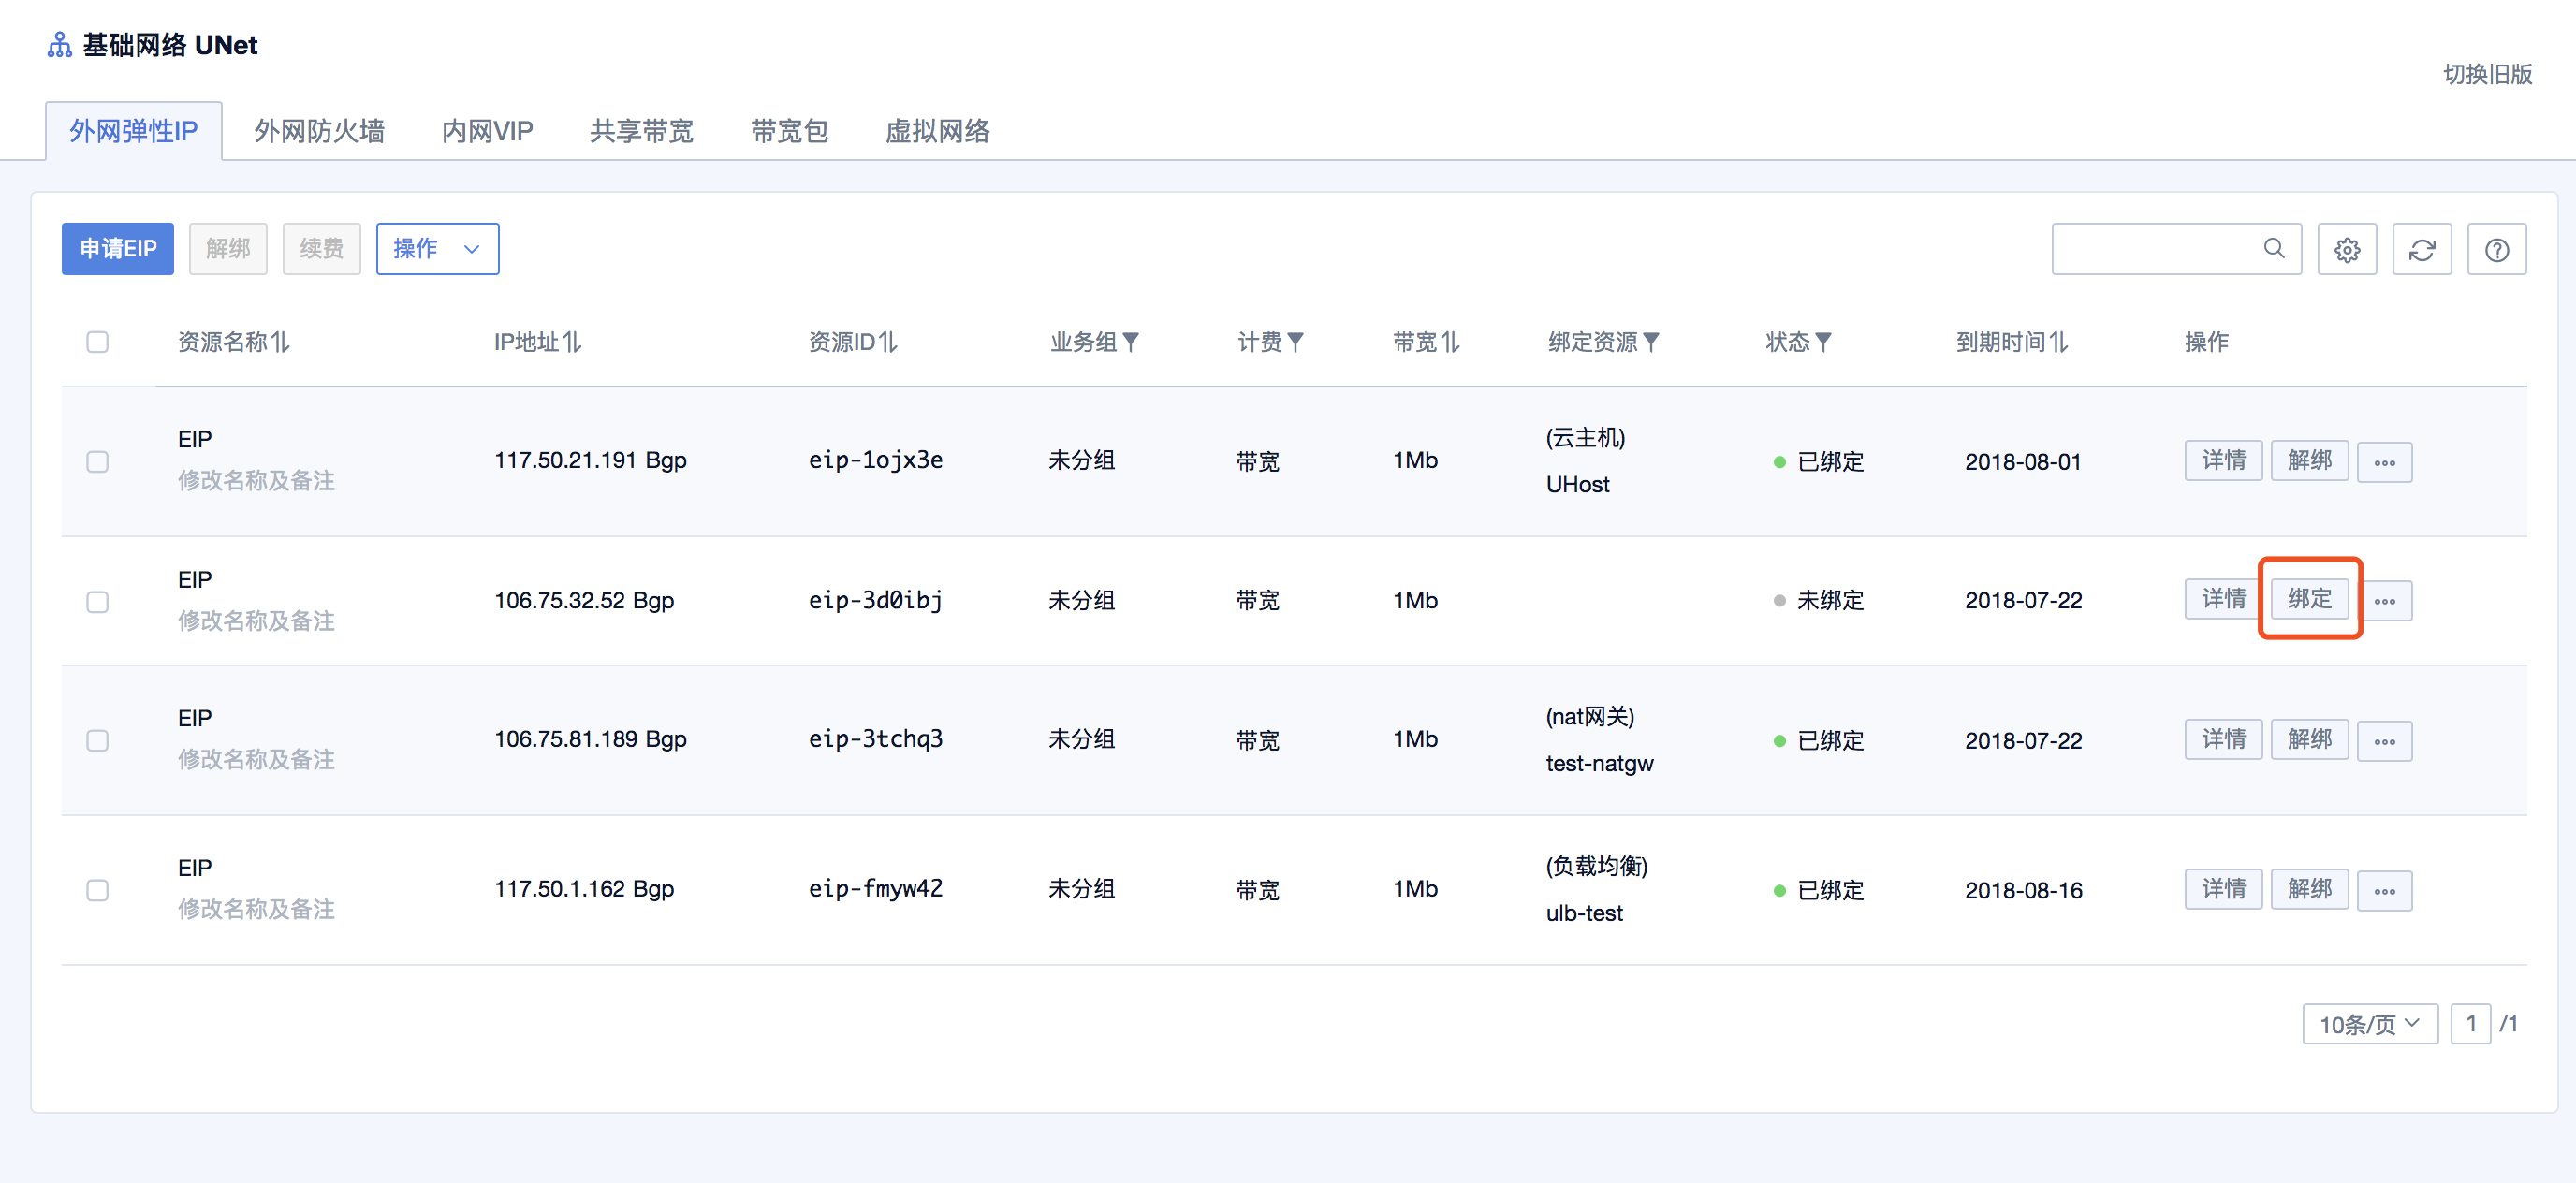 基础网络 UNet
切换旧版
外网弹性IP 外网防火墙 内网VIP 共享带宽 带宽包 虚拟网络
申请EIP 解绑 续费 操作
资源名称 IP地址 资源ID 业务组 计费 带宽 绑定资源 状态 到期时间 操作
EIP
修改名称及备注
117.50.21.191 Bgp eip-1ojx3e 未分组 带宽 1Mb
(云主机)
UHost
已绑定 2018-08-01 详情 解绑
EIP
修改名称及备注
106.75.32.52 Bgp eip-3d0ibj 未分组 带宽 1Mb 未绑定 2018-07-22 详情 绑定
EIP
修改名称及备注
106.75.81.189 Bgp eip-3tchq3 未分组 带宽 1Mb
(nat网关)
test-natgw
已绑定 2018-07-22 详情 解绑
EIP
修改名称及备注
117.50.1.162 Bgp eip-fmyw42 未分组 带宽 1Mb
(负载均衡)
ulb-test
已绑定 2018-08-16 详情 解绑
10条/页 1 /1